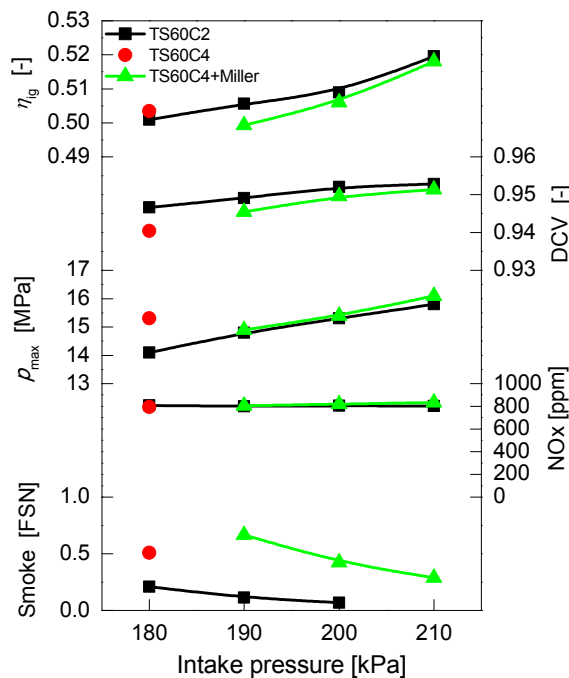 0.53
TS60C2
0.52
TS60C4
0.51
TS60C4+Miller
0.50
0.49
ηig [-]
0.96
0.95
0.94
0.93
DCV [-]
17
16
15
14
13
pmax [MPa]
1000
800
600
400
200
0
NOx [ppm]
1.0
0.5
0.0
Smoke [FSN]
180 190 200 210
Intake pressure [kPa]